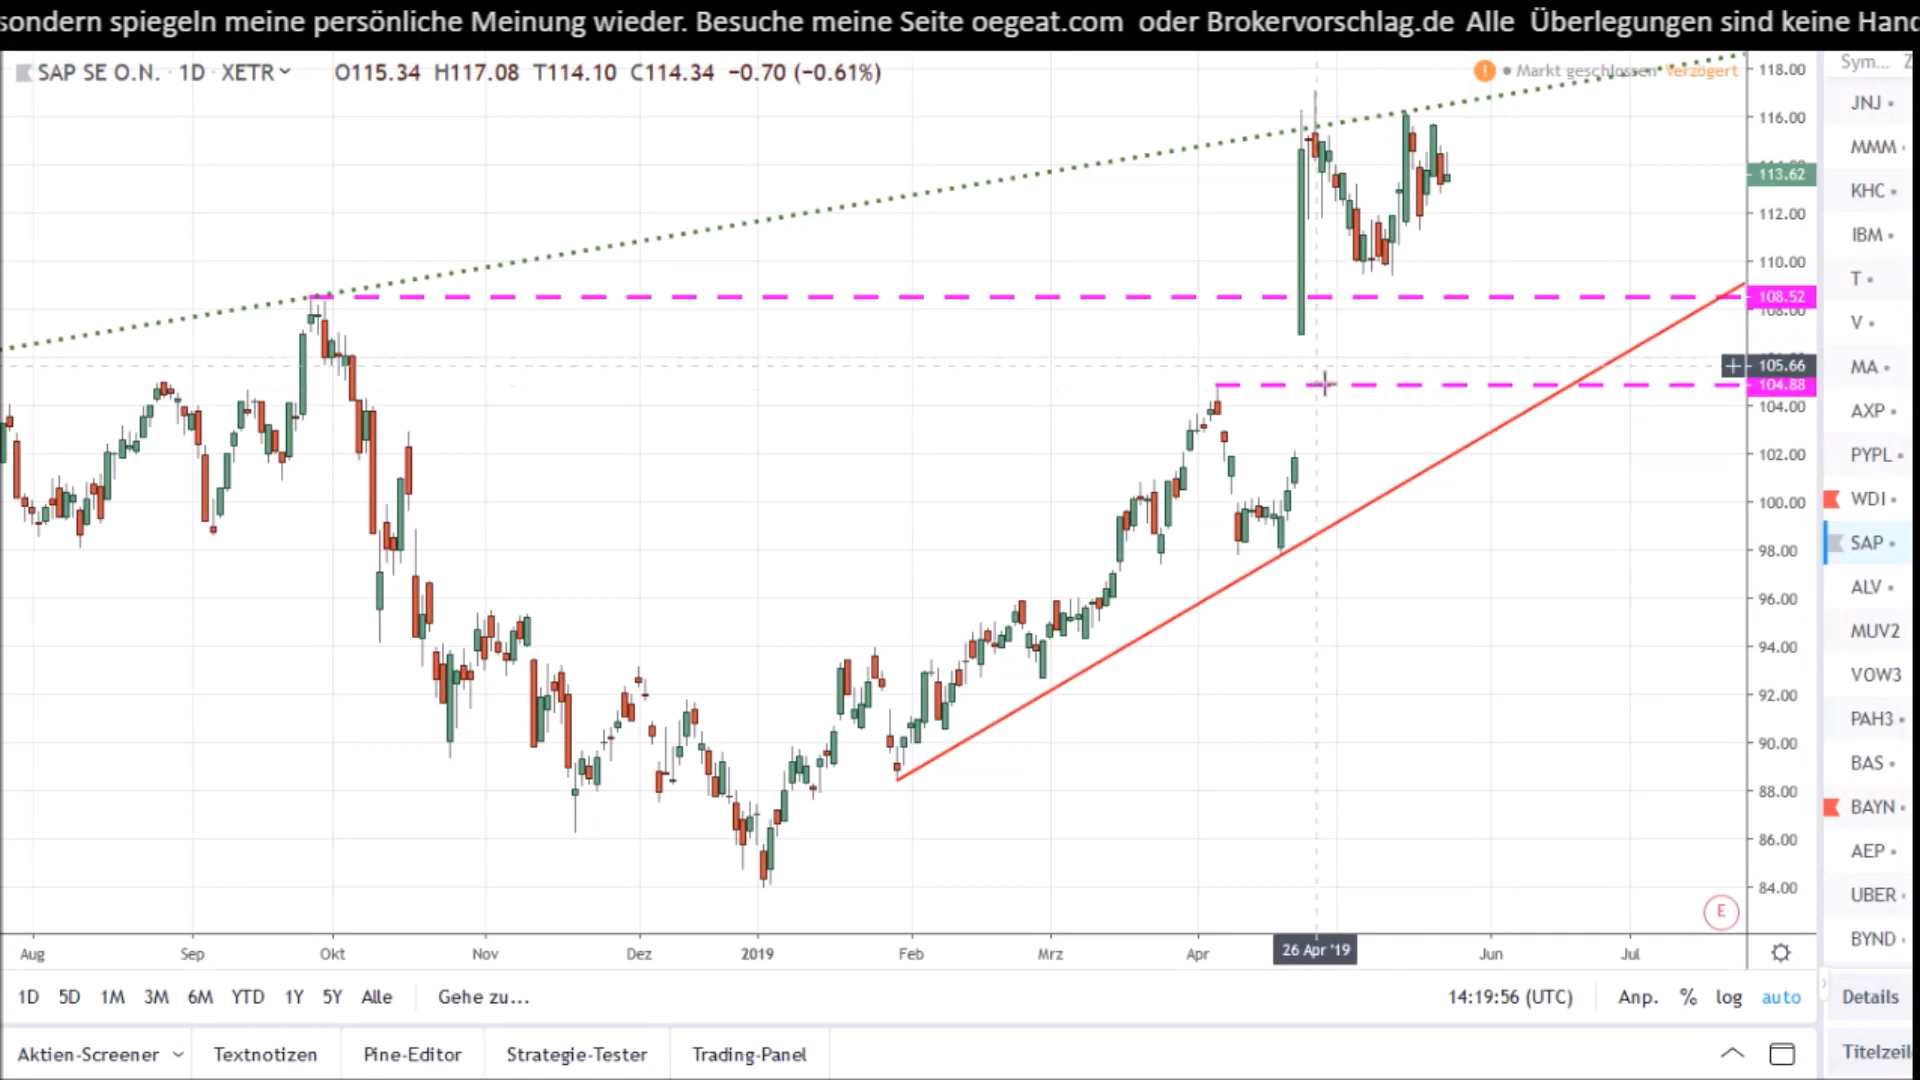 sondern spiegeln meine persönliche Meinung wieder. Besuche meine Seite oegeat.com oder Brokervorschlag.de Alle Überlegungen sind keine Hand
SAP SE O.N. · 1D · XETR O115.34 H117.08 T114.10 C114.34 −0.70 (−0.61%)
Markt geschlossen Verzögert
118.00
116.00
113.62
112.00
110.00
108.52
108.00
105.66
104.88
104.00
102.00
100.00
98.00
96.00
94.00
92.00
90.00
88.00
86.00
84.00
E
Sym...
JNJ
MMM
KHC
IBM
T
V
MA
AXP
PYPL
WDI
SAP
ALV
MUV2
VOW3
PAH3
BAS
BAYN
AEP
UBER
BYND
Aug Sep Okt Nov Dez 2019 Feb Mrz Apr 26 Apr '19 Jun Jul
1D 5D 1M 3M 6M YTD 1Y 5Y Alle Gehe zu... 14:19:56 (UTC) Anp. % log auto
Details
Aktien-Screener Textnotizen Pine-Editor Strategie-Tester Trading-Panel
Titelzeil